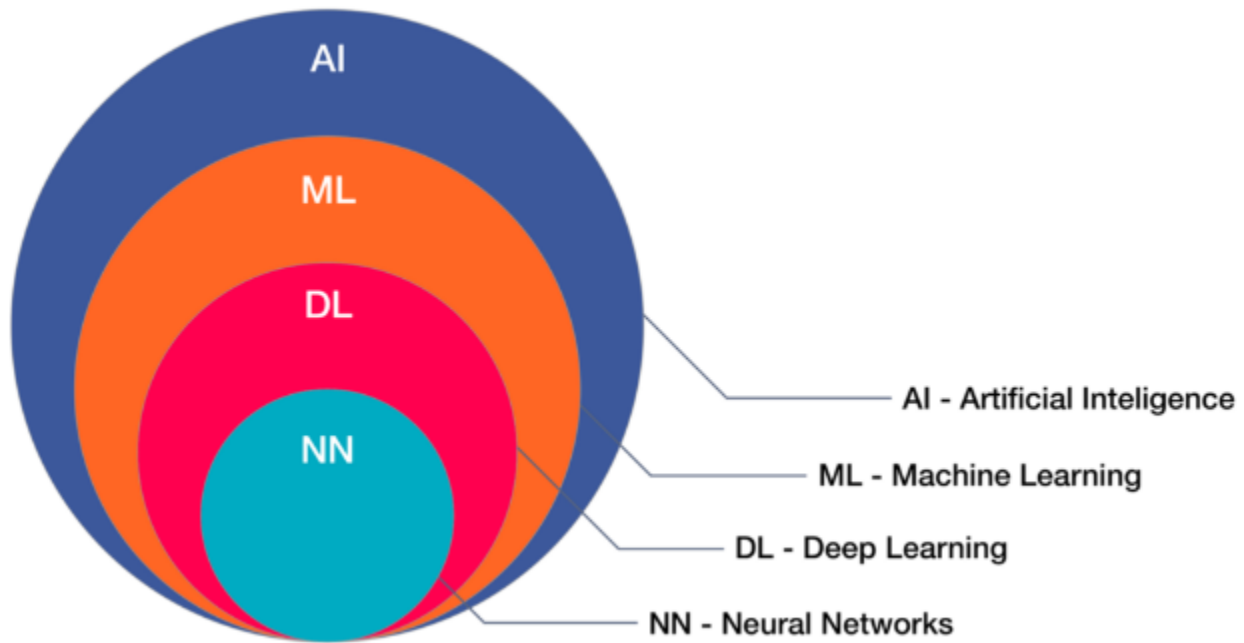 AI
ML
DL
NN
AI - Artificial Inteligence
ML - Machine Learning
DL - Deep Learning
NN - Neural Networks